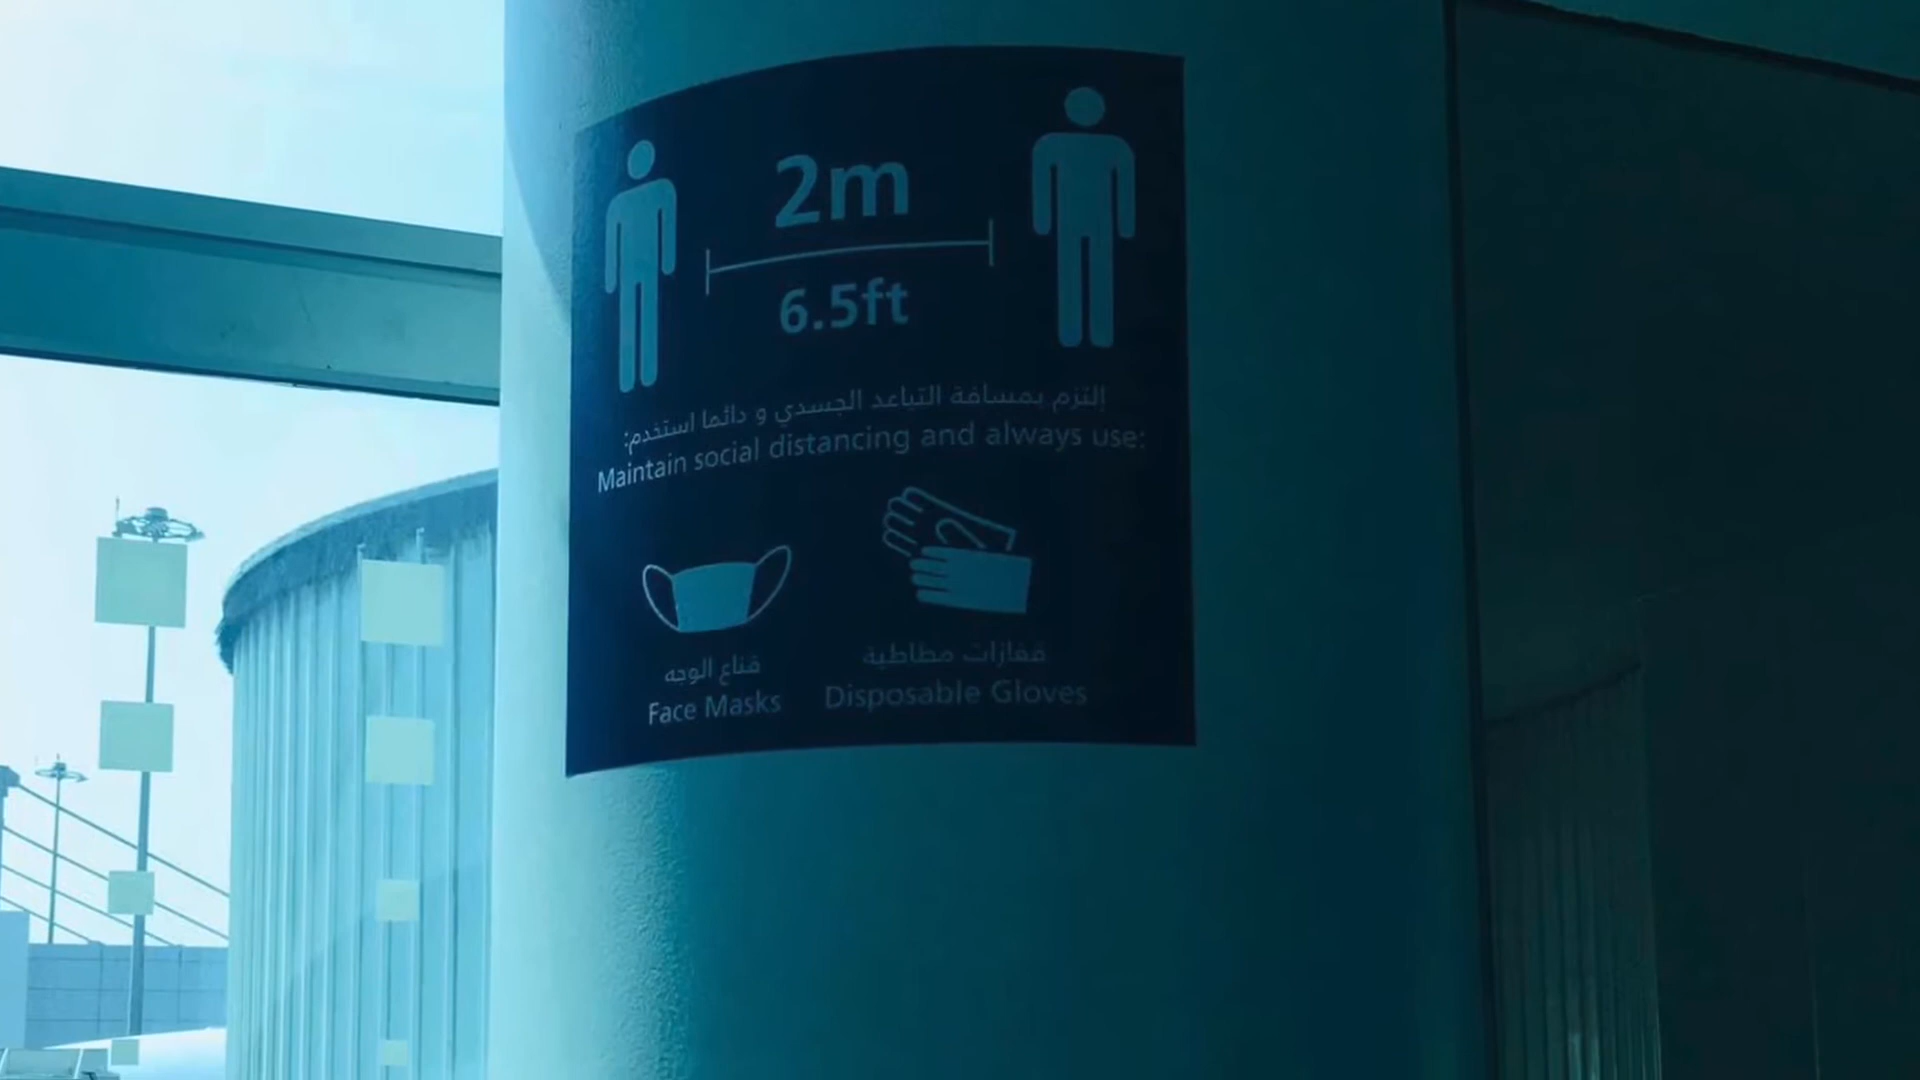 2m
6.5ft
إلتزم بمسافة التباعد الجسدي و دائما استخدم:
Maintain social distancing and always use:
قناع الوجه
Face Masks
قفازات مطاطية
Disposable Gloves